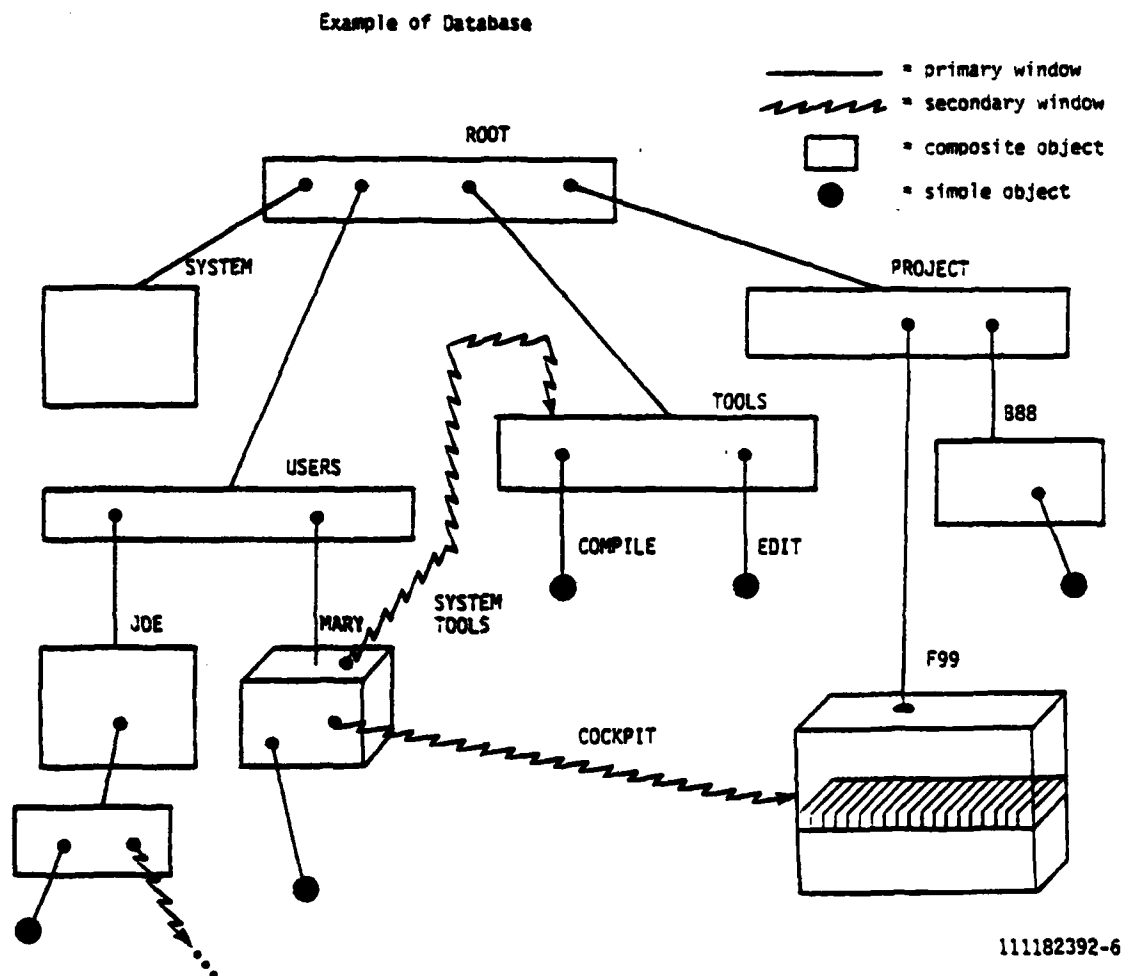 Example of Database
= primary window
= secondary window
= composite object
= simole object
ROOT
SYSTEM
PROJECT
TOOLS
B88
USERS
COMPILE
EDIT
SYSTEM
TOOLS
JOE
MARY
F99
COCKPIT
111182392-6